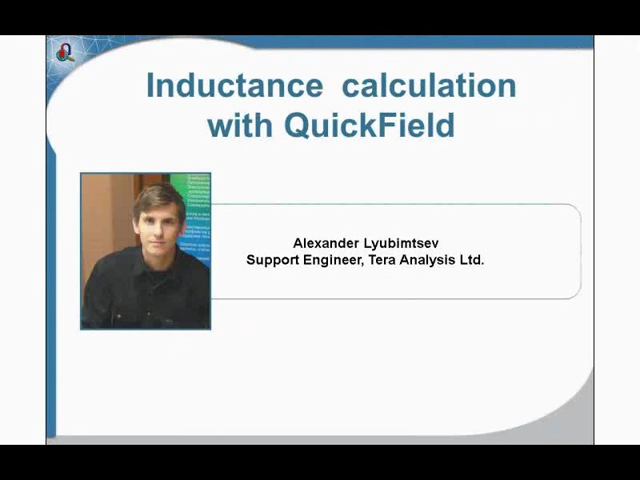 Inductance calculation
with QuickField
Alexander Lyubimtsev
Support Engineer, Tera Analysis Ltd.